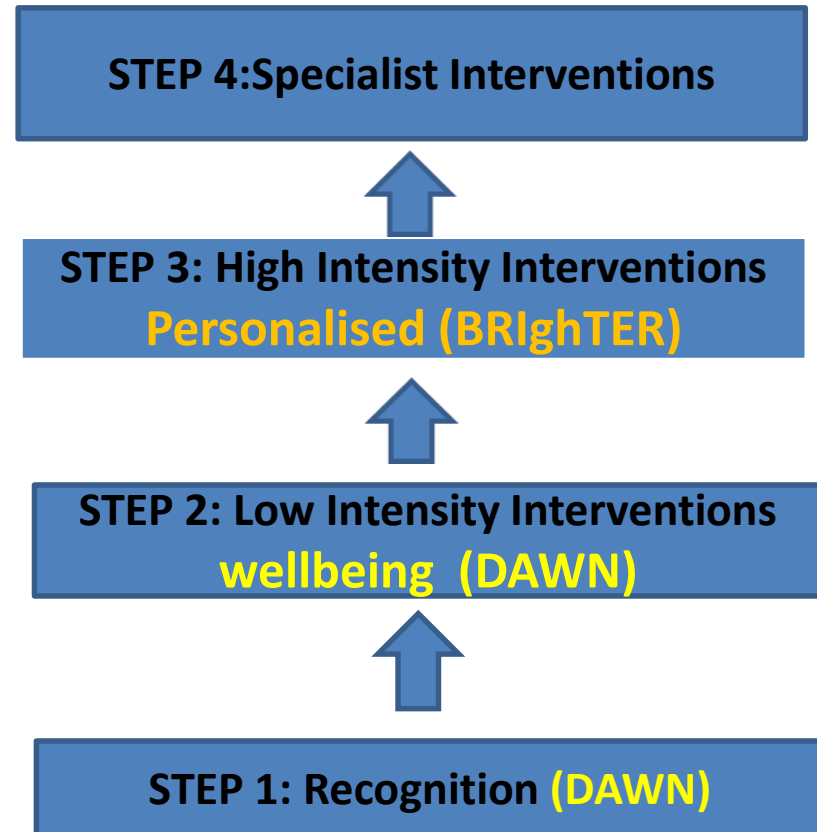 STEP 4:Specialist Interventions
STEP 3: High Intensity Interventions
Personalised (BRIghTER)
STEP 2: Low Intensity Interventions
wellbeing (DAWN)
STEP 1: Recognition (DAWN)